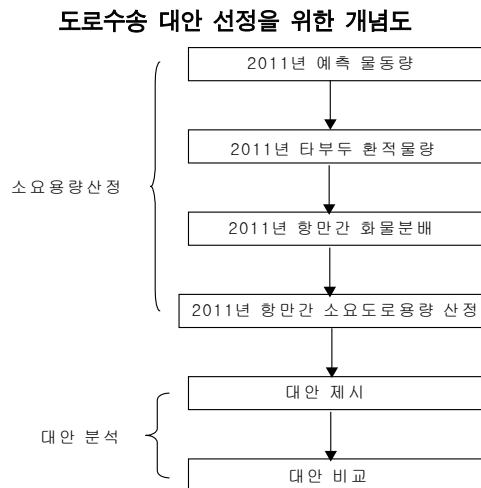 도로수송 대안 선정을 위한 개념도
2011년 예측 물동량
2011년 타부두 환적물량
소요용량산정
2011년 항만간 화물분배
2011년 항만간 소요도로용량 산정
대안 제시
대안 분석
대안 비교